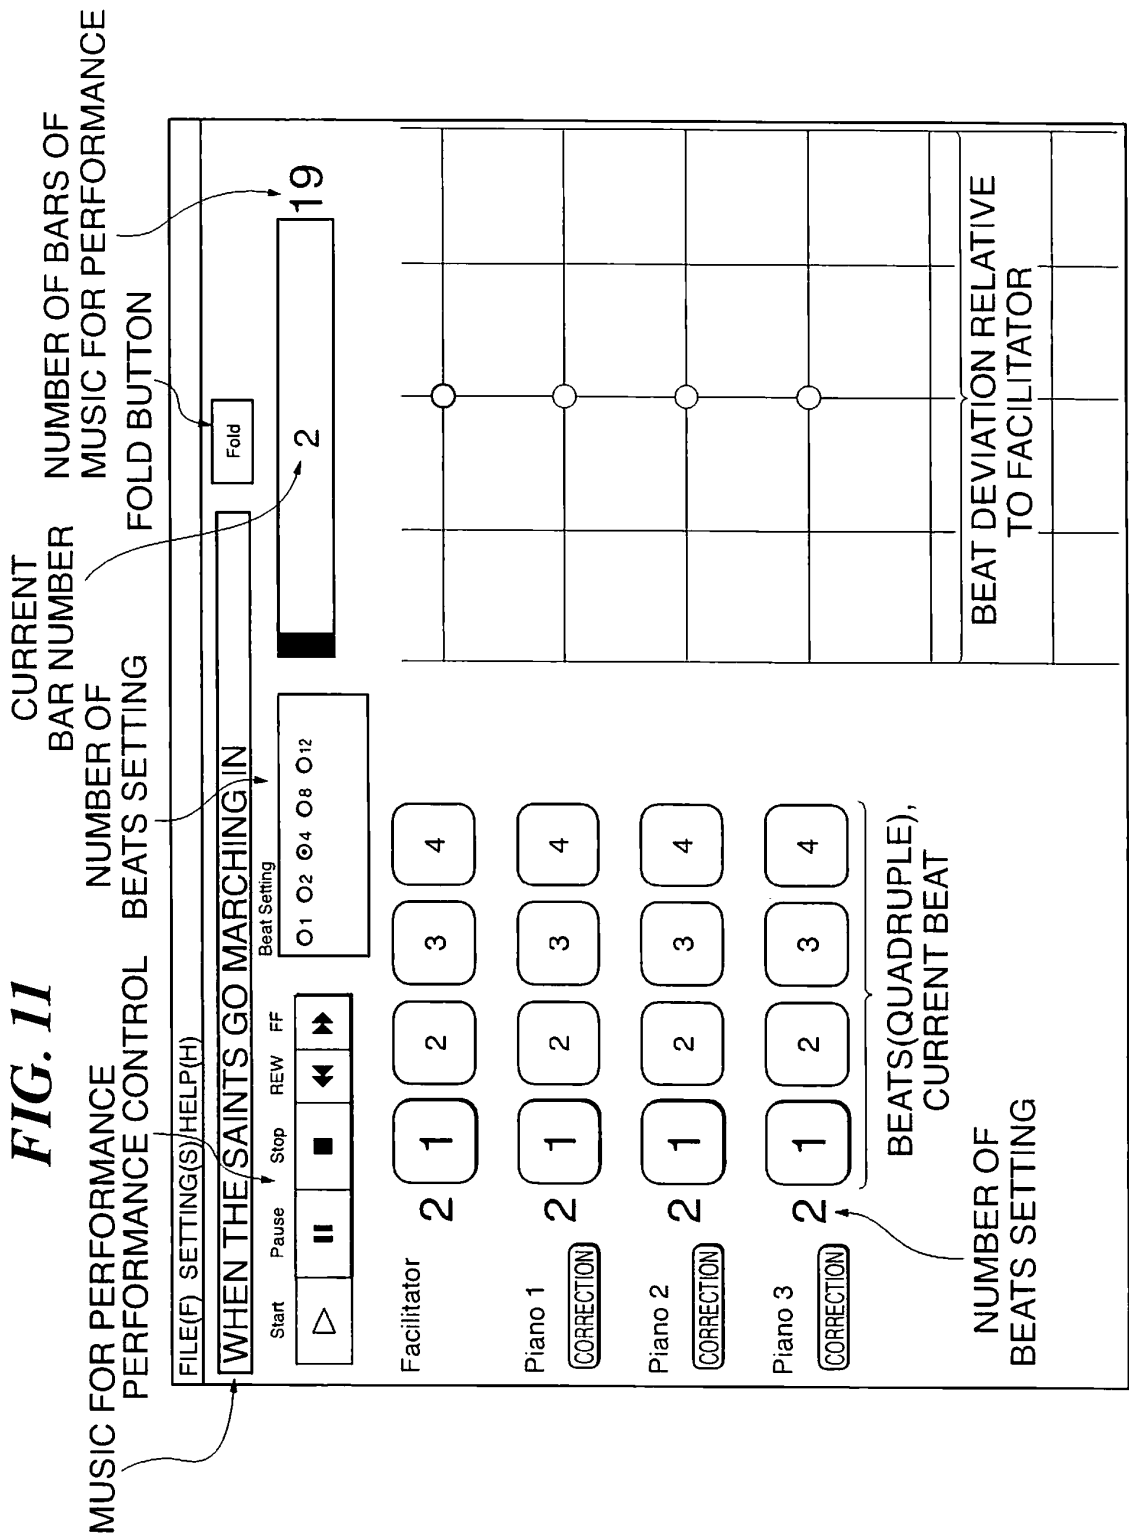 FIG. 11
MUSIC FOR PERFORMANCE
PERFORMANCE CONTROL
NUMBER OF
BEATS SETTING
CURRENT
BAR NUMBER
FOLD BUTTON
NUMBER OF BARS OF
MUSIC FOR PERFORMANCE
FILE(F) SETTING(S) HELP(H)
WHEN THE SAINTS GO MARCHING IN
Fold
Start Pause Stop REW FF
Beat Setting
1 2 4 8 12
2
19
Facilitator
2 1 2 3 4
Piano 1
CORRECTION
2 1 2 3 4
Piano 2
CORRECTION
2 1 2 3 4
Piano 3
CORRECTION
2 1 2 3 4
NUMBER OF
BEATS SETTING
BEATS(QUADRUPLE),
CURRENT BEAT
BEAT DEVIATION RELATIVE
TO FACILITATOR